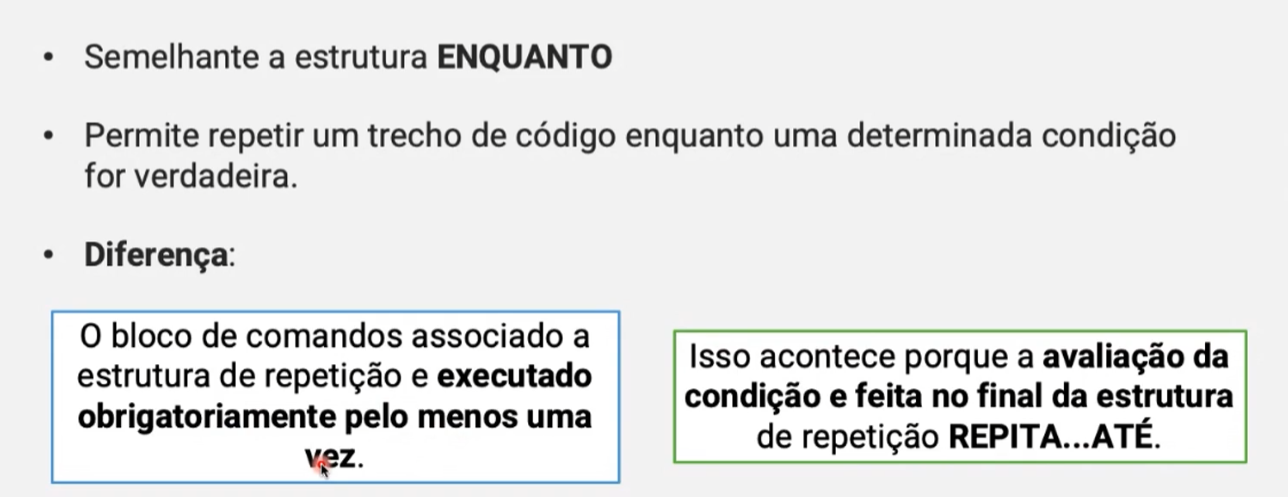 • Semelhante a estrutura ENQUANTO
• Permite repetir um trecho de código enquanto uma determinada condição
for verdadeira.
• Diferença:
O bloco de comandos associado a
estrutura de repetição e executado
obrigatoriamente pelo menos uma
vez.
Isso acontece porque a avaliação da
condição e feita no final da estrutura
de repetição REPITA...ATÉ.